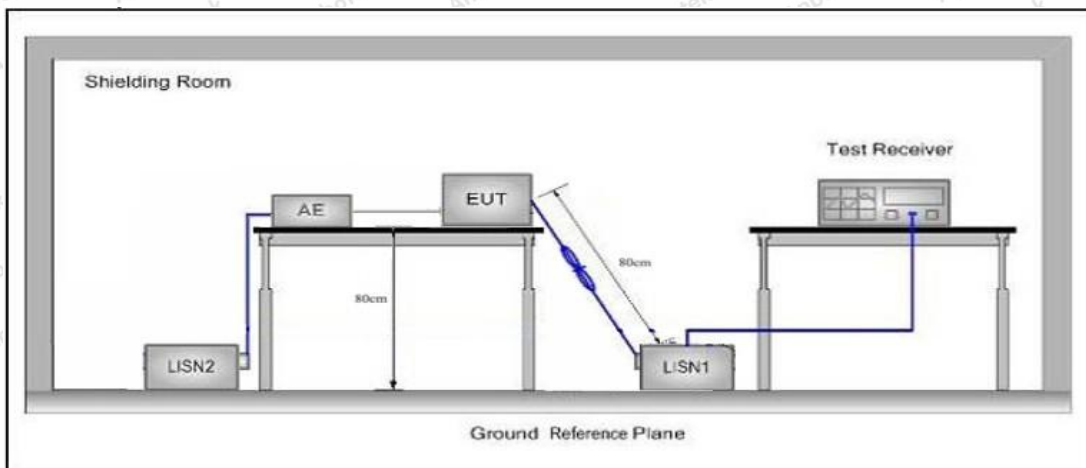 Shielding Room
Test Receiver
EUT
AE
80cm
80cm
LISN2
LISN1
Ground Reference Plane